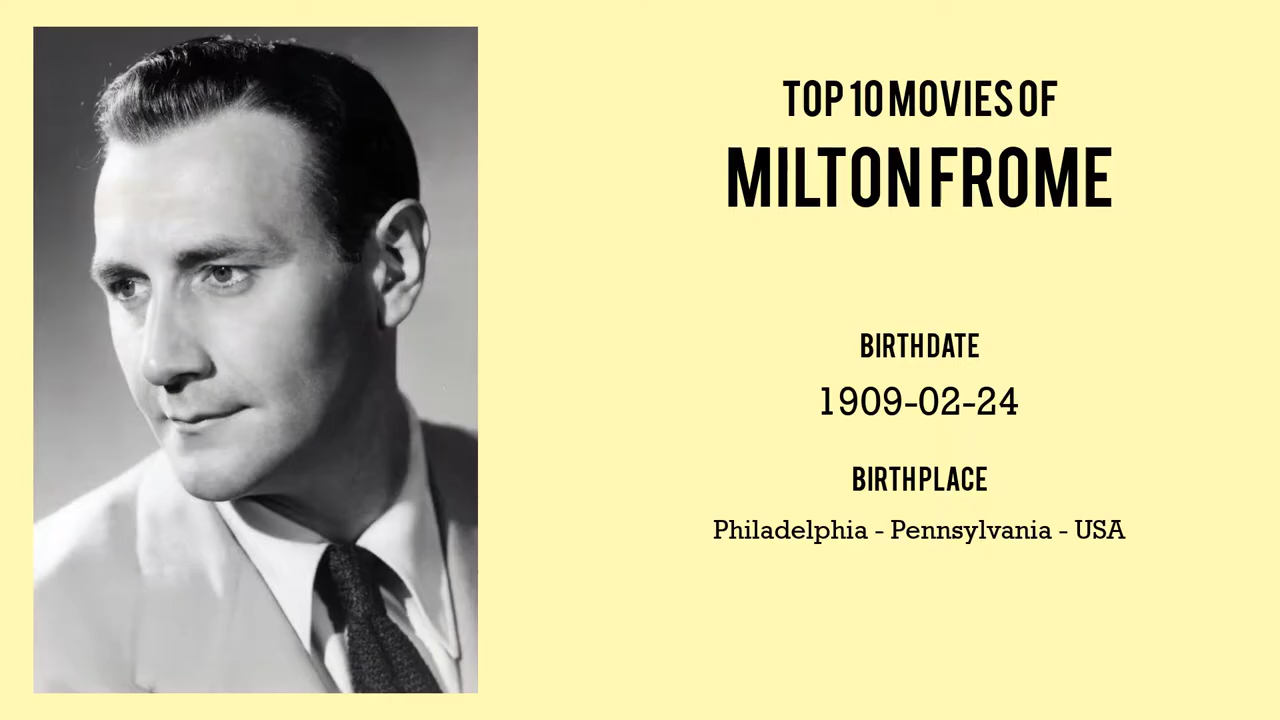 TOP 10 MOVIES OF
MILTON FROME
BIRTHDATE
1909-02-24
BIRTHPLACE
Philadelphia - Pennsylvania - USA